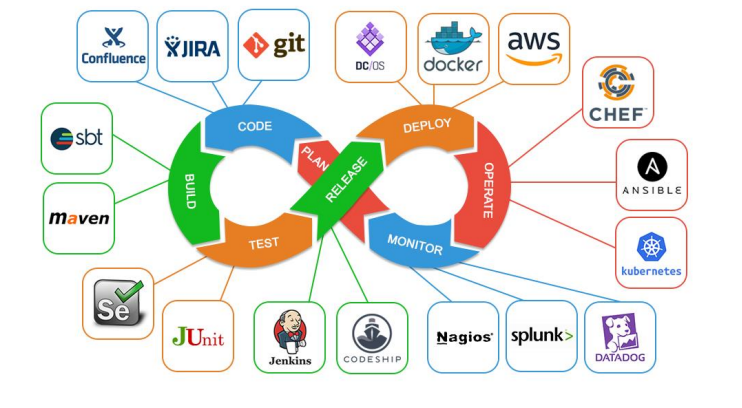 Confluence
JIRA
git
DC/OS
docker
aws
CHEF
sbt
maven
ANSIBLE
kubernetes
CODE
DEPLOY
PLAN
RELEASE
BUILD
OPERATE
TEST
MONITOR
Se
JUnit
Jenkins
CODESHIP
Nagios®
splunk>
DATADOG